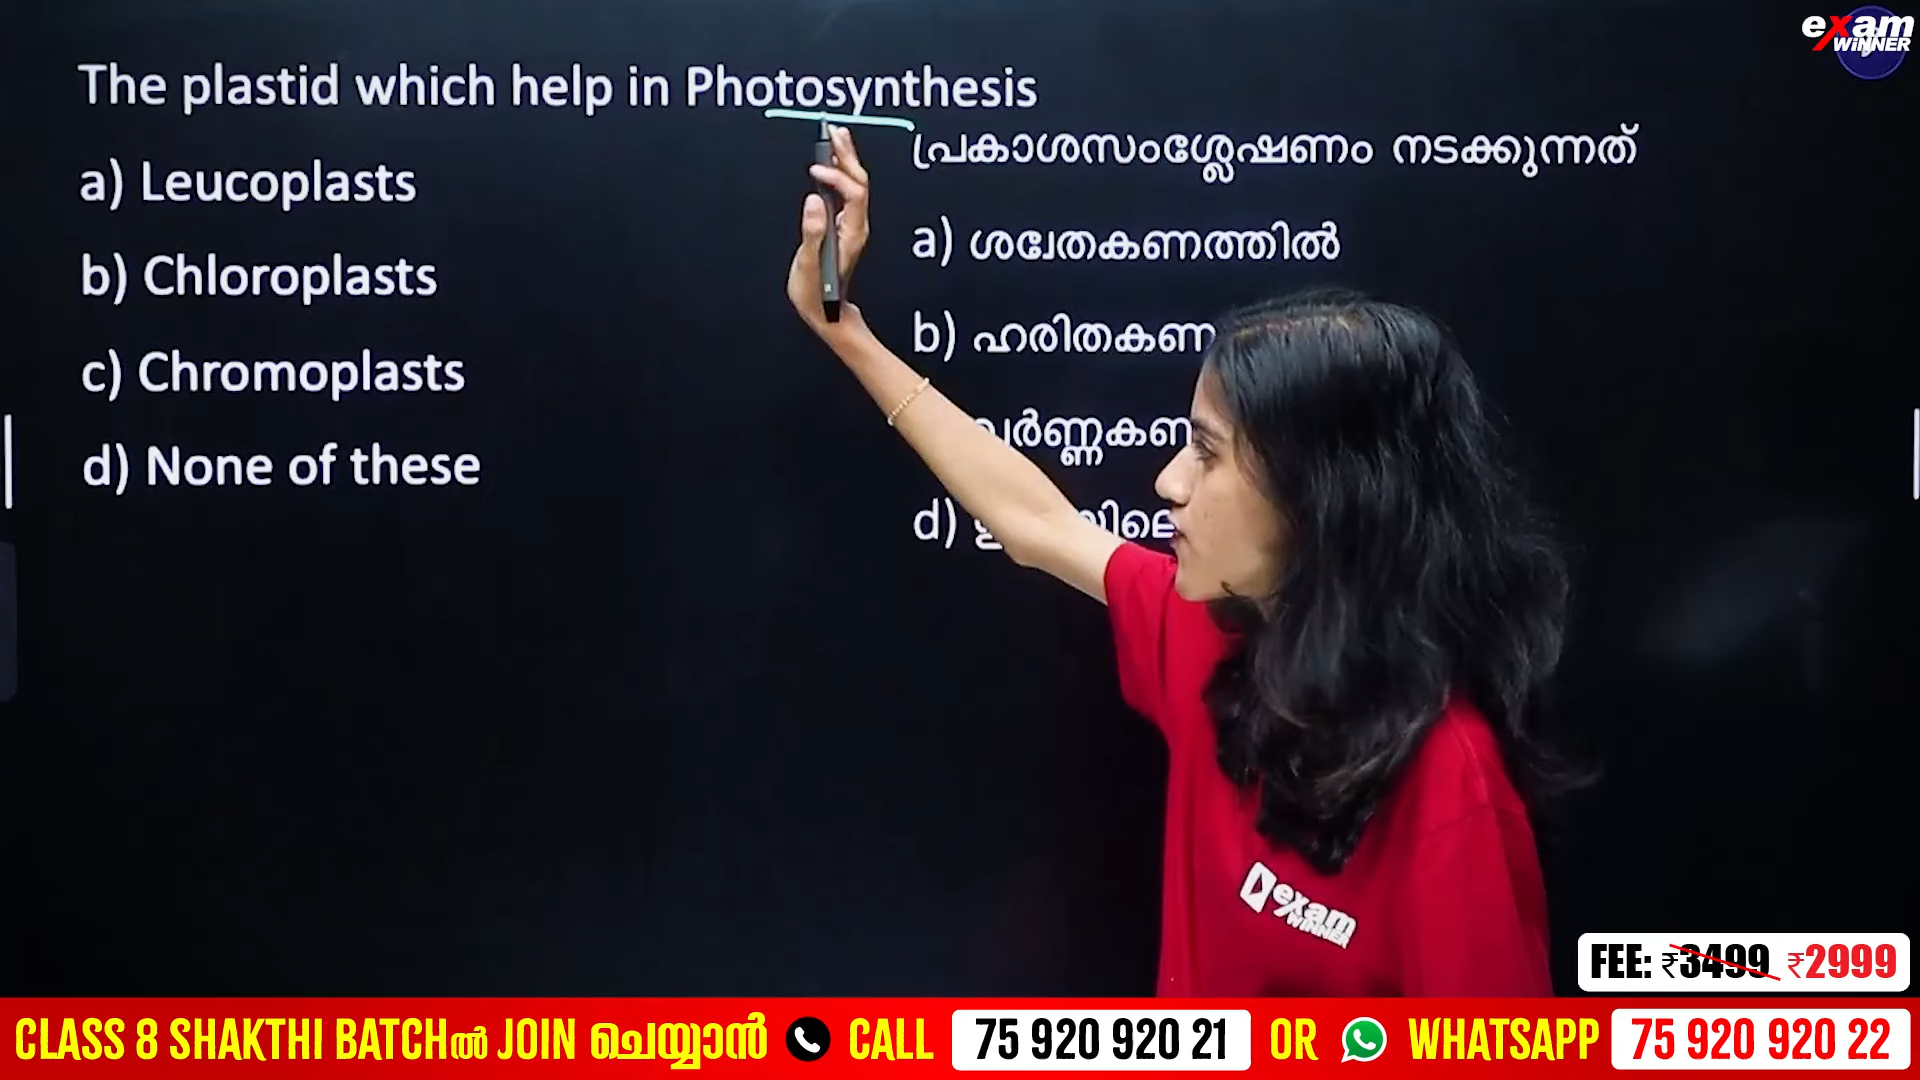 exam
WiNNER
The plastid which help in Photosynthesis
a) Leucoplasts
b) Chloroplasts
c) Chromoplasts
d) None of these
പ്രകാശസംശ്ലേഷണം നടക്കുന്നത്
a) ശ്വേതകണത്തിൽ
b) ഹരിതകണ
d)
exam
WINNER
FEE: ₹3499 ₹2999
CLASS 8 SHAKTHI BATCHൽ JOIN ചെയ്യാൻ CALL 75 920 920 21 OR WHATSAPP 75 920 920 22